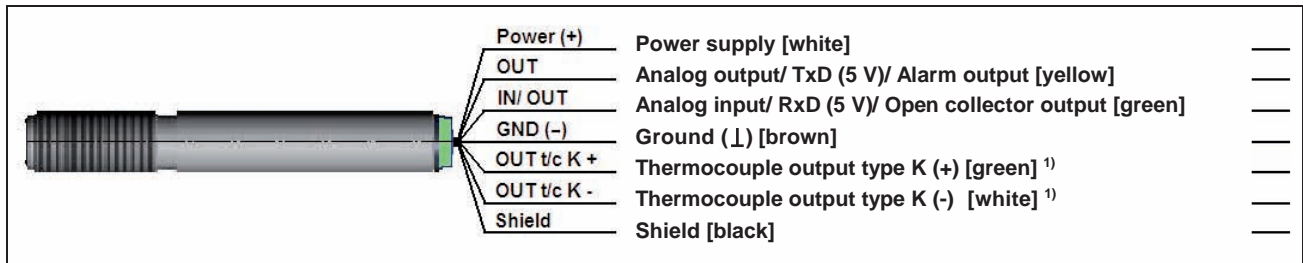 Power (+) Power supply [white]
OUT Analog output/ TxD (5 V)/ Alarm output [yellow]
IN/ OUT Analog input/ RxD (5 V)/ Open collector output [green]
GND (–) Ground (⊥) [brown]
OUT t/c K + Thermocouple output type K (+) [green] ¹⁾
OUT t/c K - Thermocouple output type K (-) [white] ¹⁾
Shield Shield [black]